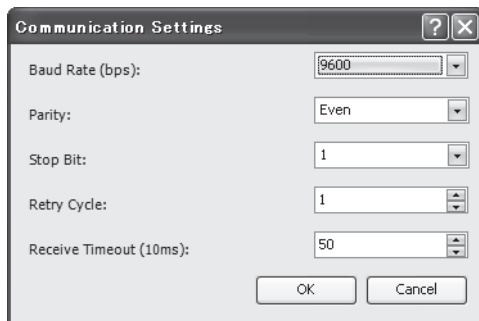 Communication Settings
Baud Rate (bps): 9600
Parity: Even
Stop Bit: 1
Retry Cycle: 1
Receive Timeout (10ms): 50
OK Cancel